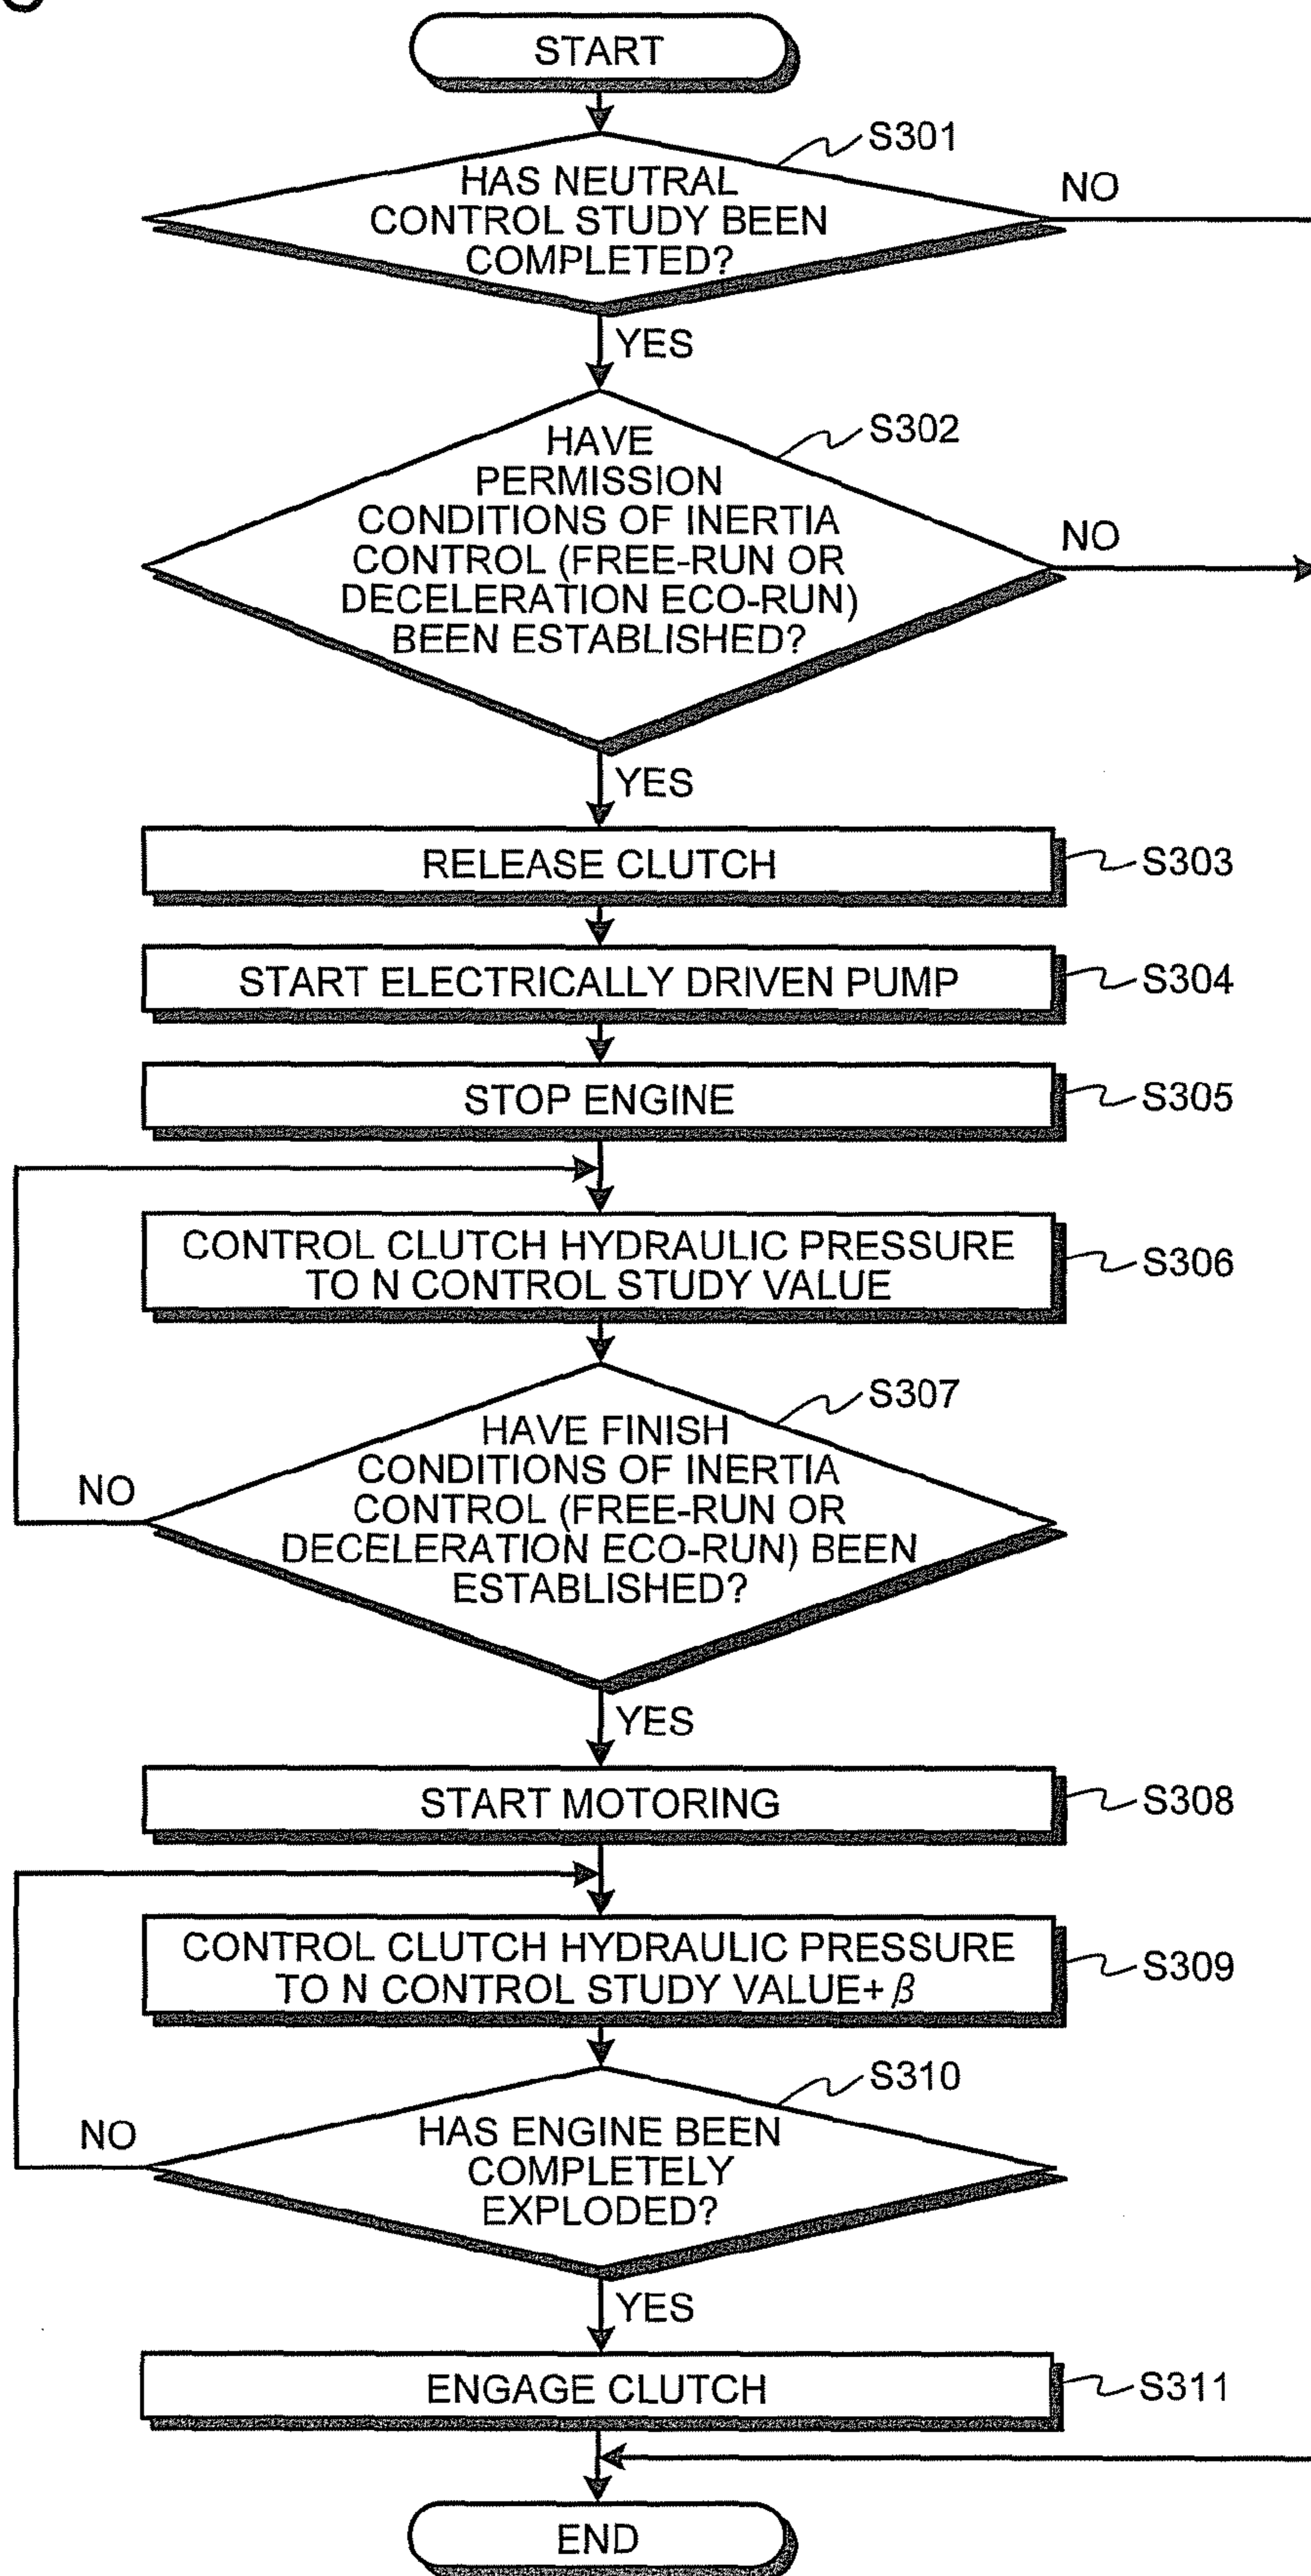 START
S301
HAS NEUTRAL
CONTROL STUDY BEEN
COMPLETED?
NO
YES
S302
HAVE
PERMISSION
CONDITIONS OF INERTIA
CONTROL (FREE-RUN OR
DECELERATION ECO-RUN)
BEEN ESTABLISHED?
NO
YES
RELEASE CLUTCH
S303
START ELECTRICALLY DRIVEN PUMP
S304
STOP ENGINE
S305
CONTROL CLUTCH HYDRAULIC PRESSURE
TO N CONTROL STUDY VALUE
S306
S307
HAVE FINISH
CONDITIONS OF INERTIA
CONTROL (FREE-RUN OR
DECELERATION ECO-RUN) BEEN
ESTABLISHED?
NO
YES
START MOTORING
S308
CONTROL CLUTCH HYDRAULIC PRESSURE
TO N CONTROL STUDY VALUE+β
S309
S310
HAS ENGINE BEEN
COMPLETELY
EXPLODED?
NO
YES
ENGAGE CLUTCH
S311
END